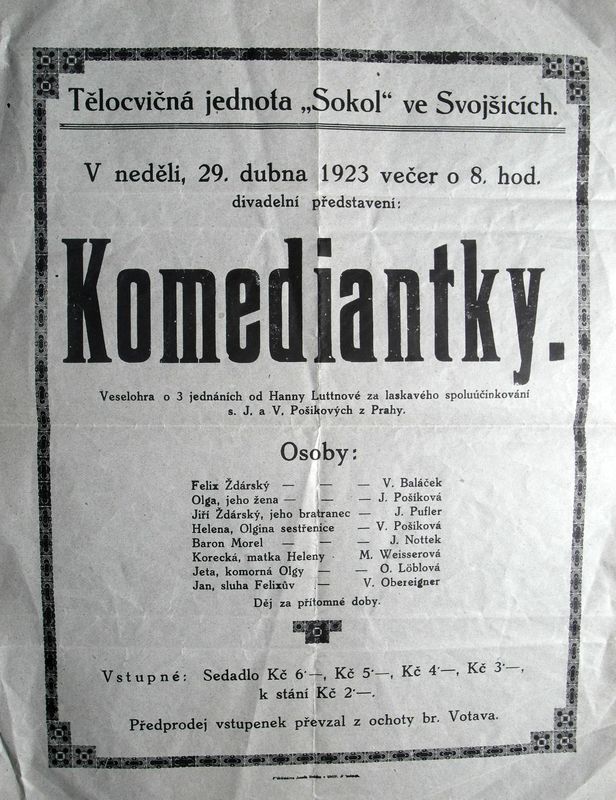 Tělocvičná jednota „Sokol“ ve Svojšicích.
V neděli, 29. dubna 1923 večer o 8. hod.
divadelní představení:
Komediantky.
Veselohra o 3 jednáních od Hanny Luttnové za laskavého spoluúčinkování
s. J. a V. Pošikových z Prahy.
Osoby:
Felix Ždárský — — — V. Baláček
Olga, jeho žena — — — J. Pošíková
Jiří Ždárský, jeho bratranec — J. Pufler
Helena, Olgina sestřenice — V. Pošíková
Baron Morel — — — J. Nottek
Korecká, matka Heleny · M. Weisserová
Jeta, komorná Olgy — — O. Löblová
Jan, sluha Felixův — V. Obereigner
Děj za přítomné doby.
Vstupné: Sedadlo Kč 6·—, Kč 5·—, Kč 4·—, Kč 3·—,
k stání Kč 2·—.
Předprodej vstupenek převzal z ochoty br. Votava.